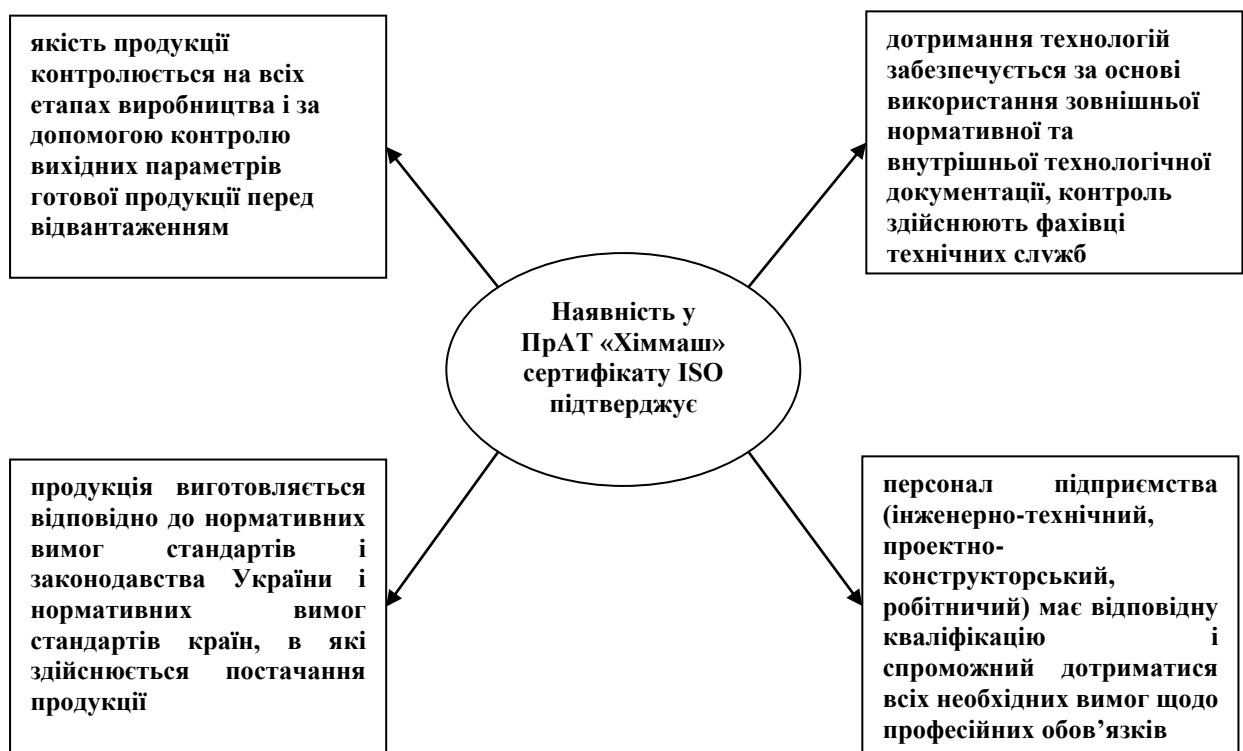 якість продукції
контролюється на всіх
етапах виробництва і за
допомогою контролю
вихідних параметрів
готової продукції перед
відвантаженням
дотримання технологій
забезпечується за основі
використання зовнішньої
нормативної та
внутрішньої технологічної
документації, контроль
здійснюють фахівці
технічних служб
Наявність у
ПрАТ «Хіммаш»
сертифікату ISO
підтверджує
продукція виготовляється
відповідно до нормативних
вимог стандартів і
законодавства України і
нормативних вимог
стандартів країн, в які
здійснюється постачання
продукції
персонал підприємства
(інженерно-технічний,
проектно-
конструкторський,
робітничий) має відповідну
кваліфікацію і
спроможний дотриматися
всіх необхідних вимог щодо
професійних обов’язків